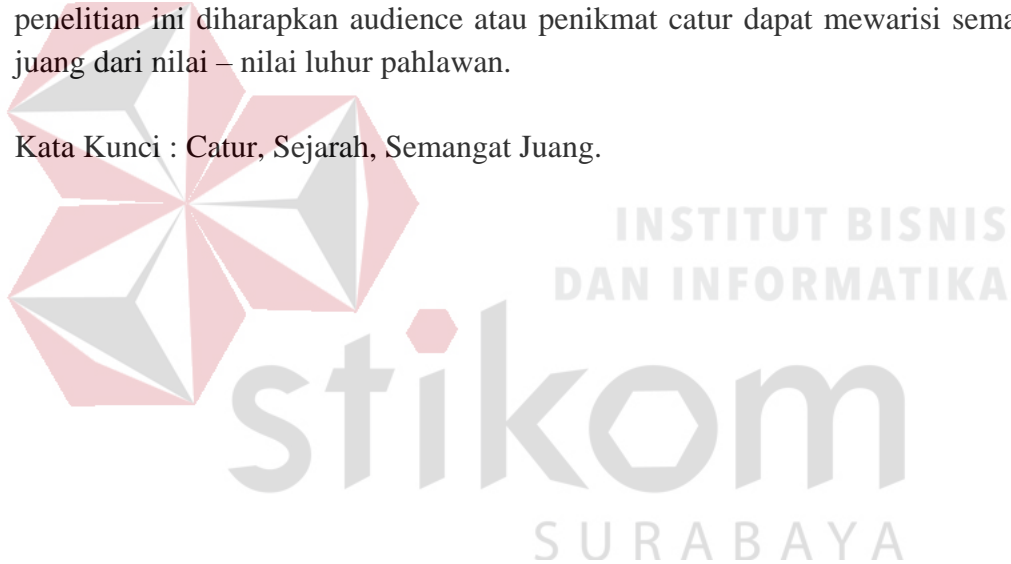 penelitian ini diharapkan audience atau penikmat catur dapat mewarisi
juang dari nilai – nilai luhur pahlawan.
Kata Kunci : Catur, Sejarah, Semangat Juang.
INSTITUT BISNIS
DAN INFORMATIKA
stikom
SURABAYA